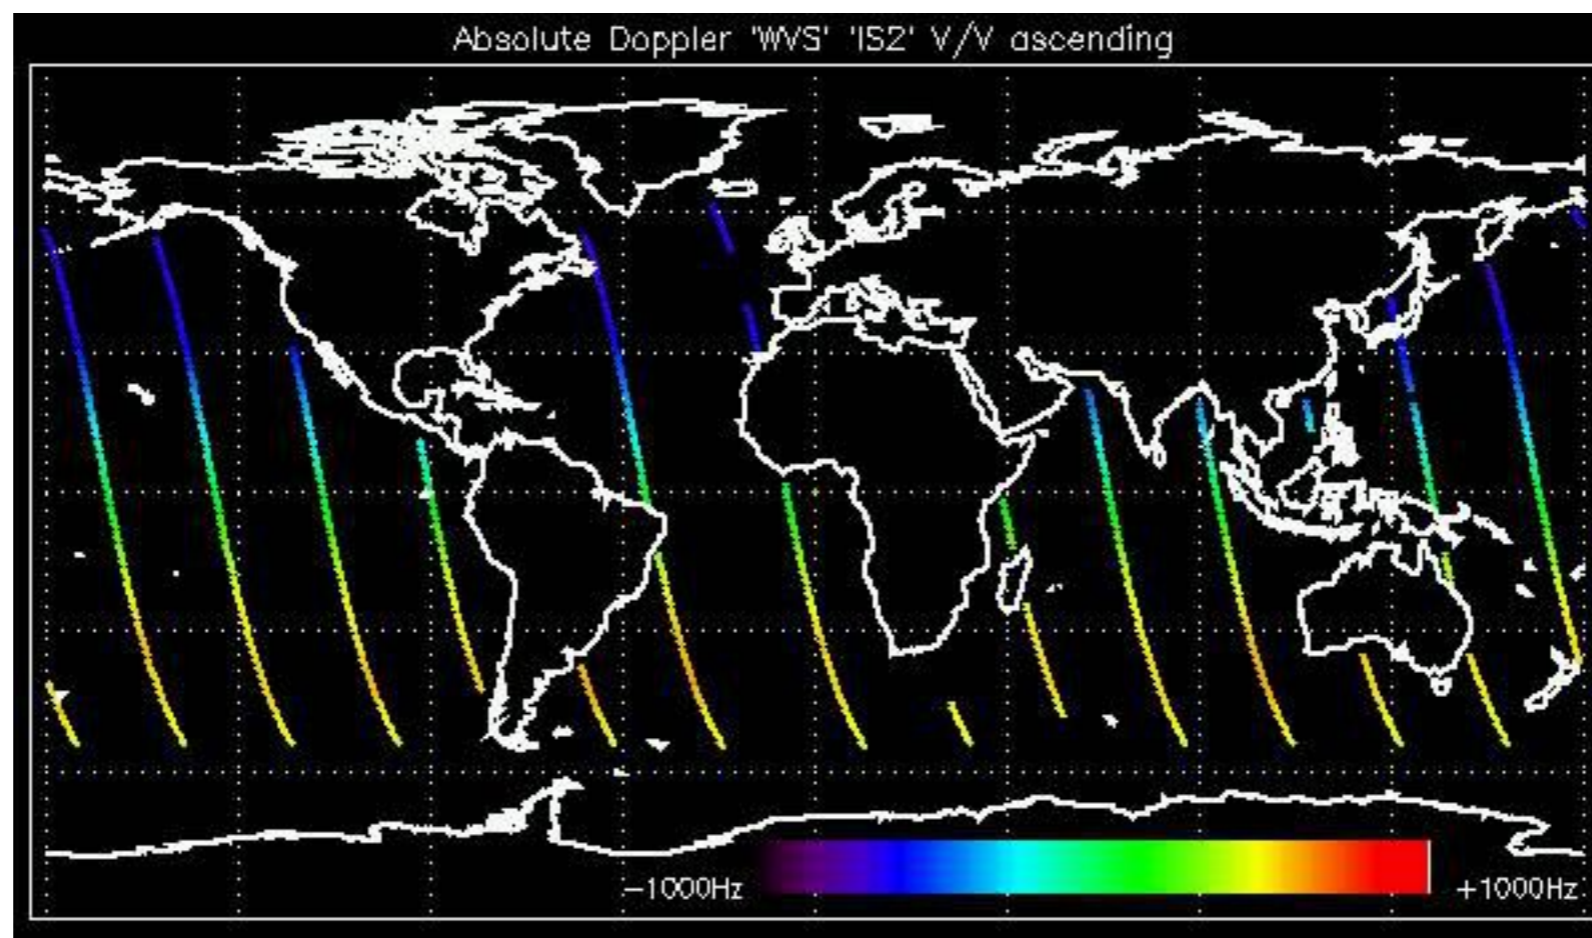 Absolute Doppler 'WVS' 'IS2' V/V ascending
−1000Hz +1000Hz